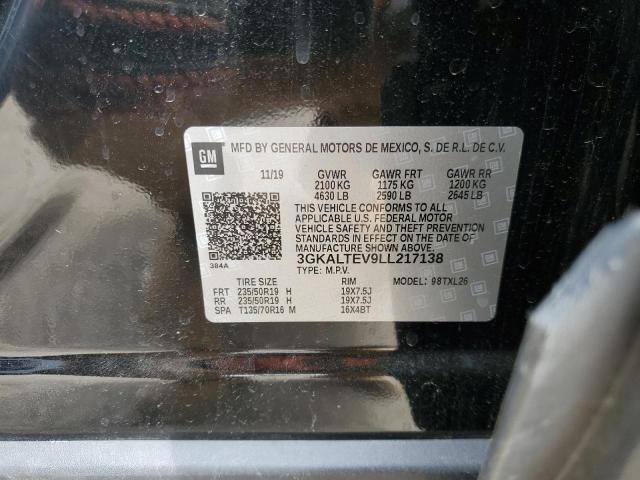 GM
MFD BY GENERAL MOTORS DE MEXICO, S. DE R.L. DE C.V.
11/19 GVWR GAWR FRT GAWR RR
2100 KG 1175 KG 1200 KG
4630 LB 2590 LB 2645 LB
THIS VEHICLE CONFORMS TO ALL
APPLICABLE U.S. FEDERAL MOTOR
VEHICLE SAFETY AND THEFT PREVENTION
STANDARDS IN EFFECT ON THE DATE OF
MANUFACTURE SHOWN ABOVE.
384A
3GKALTEV9LL217138
TYPE: M.P.V.
TIRE SIZE RIM MODEL: 98TXL26
FRT 235/50R19 H 19X7.5J
RR 235/50R19 H 19X7.5J
SPA T135/70R16 M 16X4BT